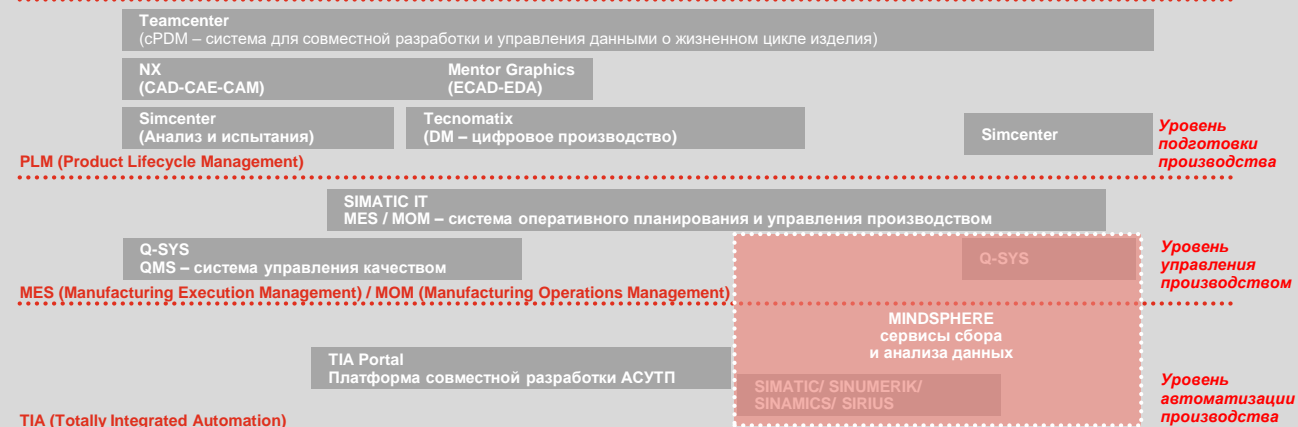 Teamcenter
(cPDM – система для совместной разработки и управления данными о жизненном цикле изделия)
NX
(CAD-CAE-CAM)
Mentor Graphics
(ECAD-EDA)
Simcenter
(Анализ и испытания)
Tecnomatix
(DM – цифровое производство)
Simcenter
Уровень
подготовки
производства
PLM (Product Lifecycle Management)
SIMATIC IT
MES / MOM – система оперативного планирования и управления производством
Q-SYS
QMS – система управления качеством
Q-SYS
Уровень
управления
производством
MES (Manufacturing Execution Management) / MOM (Manufacturing Operations Management)
MINDSPHERE
сервисы сбора
и анализа данных
TIA Portal
Платформа совместной разработки АСУТП
SIMATIC/ SINUMERIK/
SINAMICS/ SIRIUS
Уровень
автоматизации
производства
TIA (Totally Integrated Automation)